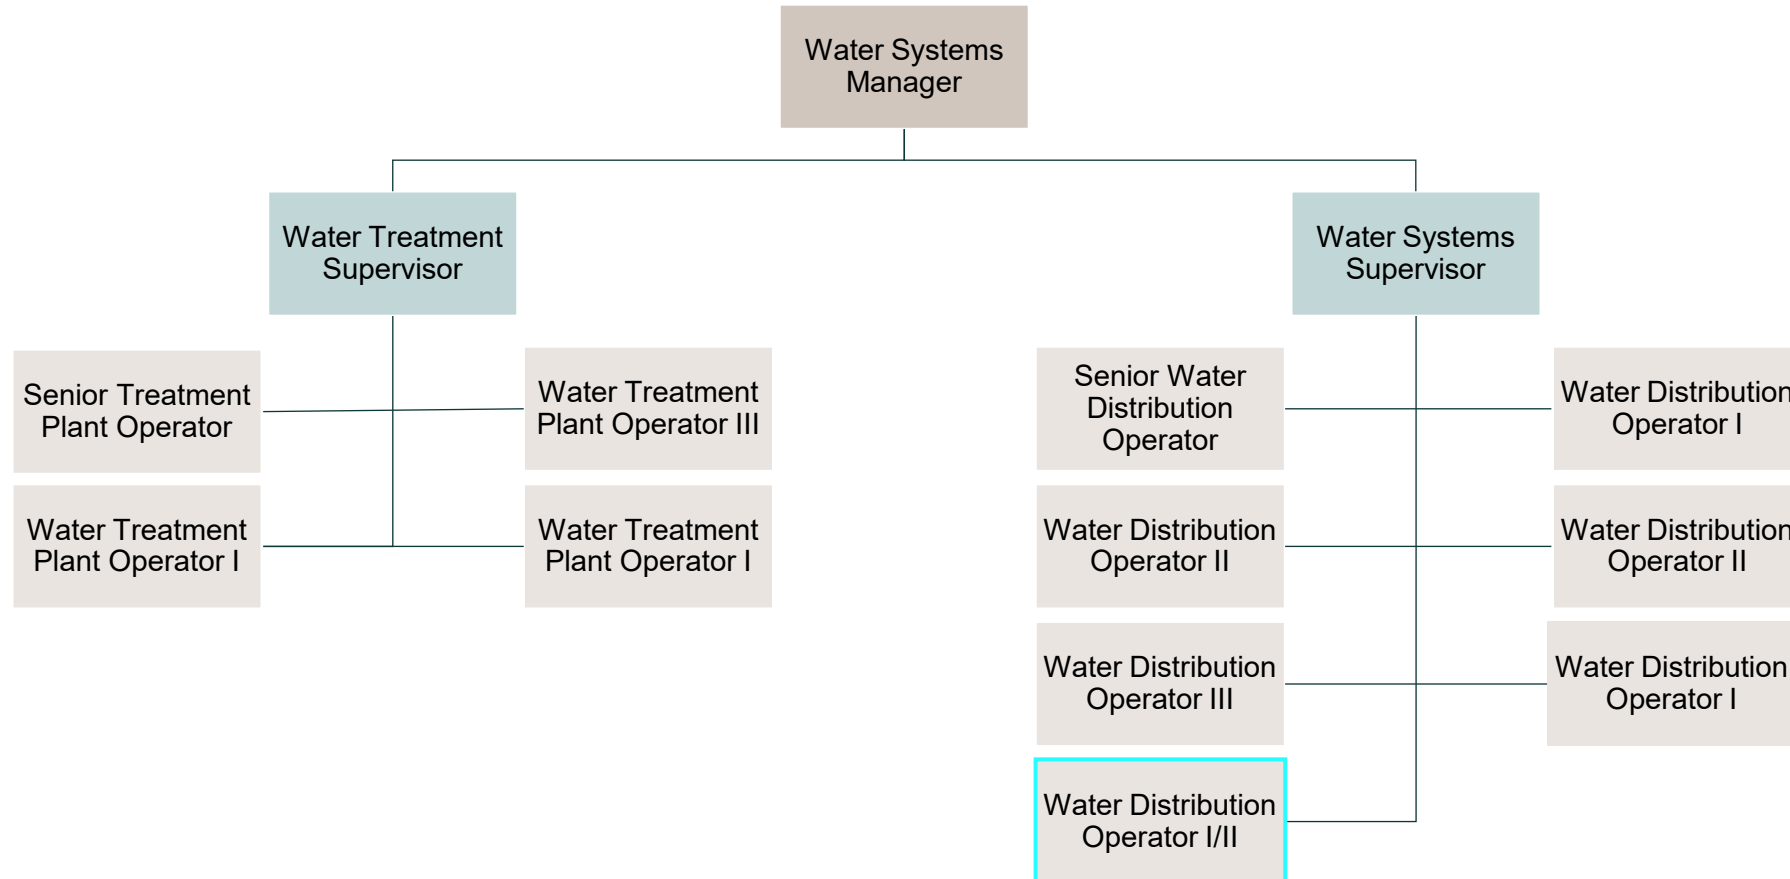 Water Systems
Manager
Water Treatment
Supervisor
Water Systems
Supervisor
Senior Treatment
Plant Operator
Water Treatment
Plant Operator III
Senior Water
Distribution
Operator
Water Distribution
Operator I
Water Treatment
Plant Operator I
Water Treatment
Plant Operator I
Water Distribution
Operator II
Water Distribution
Operator II
Water Distribution
Operator III
Water Distribution
Operator I
Water Distribution
Operator I/II